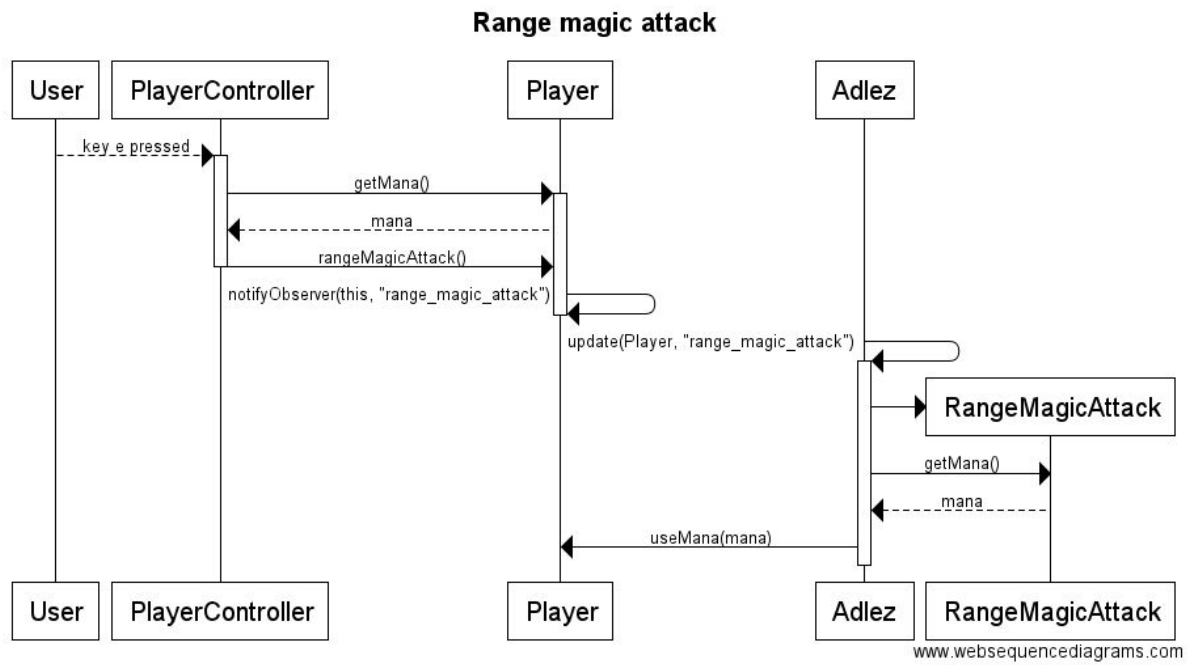 Range magic attack
User PlayerController Player Adlez
key e pressed
getMana()
mana
rangeMagicAttack()
notifyObserver(this, "range_magic_attack")
update(Player, "range_magic_attack")
RangeMagicAttack
getMana()
mana
useMana(mana)
User PlayerController Player Adlez RangeMagicAttack
www.websequencediagrams.com